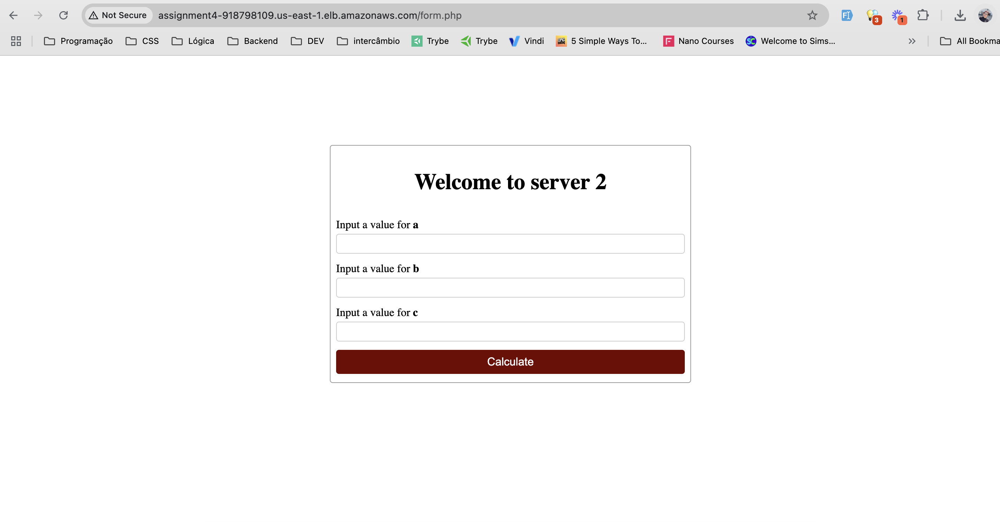 Not Secure assignment4-918798109.us-east-1.elb.amazonaws.com/form.php 3 1
Programação CSS Lógica Backend DEV intercâmbio Trybe Trybe Vindi OMG 5 Simple Ways To... F Nano Courses SC Welcome to Sims... All Bookma
Welcome to server 2
Input a value for a
Input a value for b
Input a value for c
Calculate